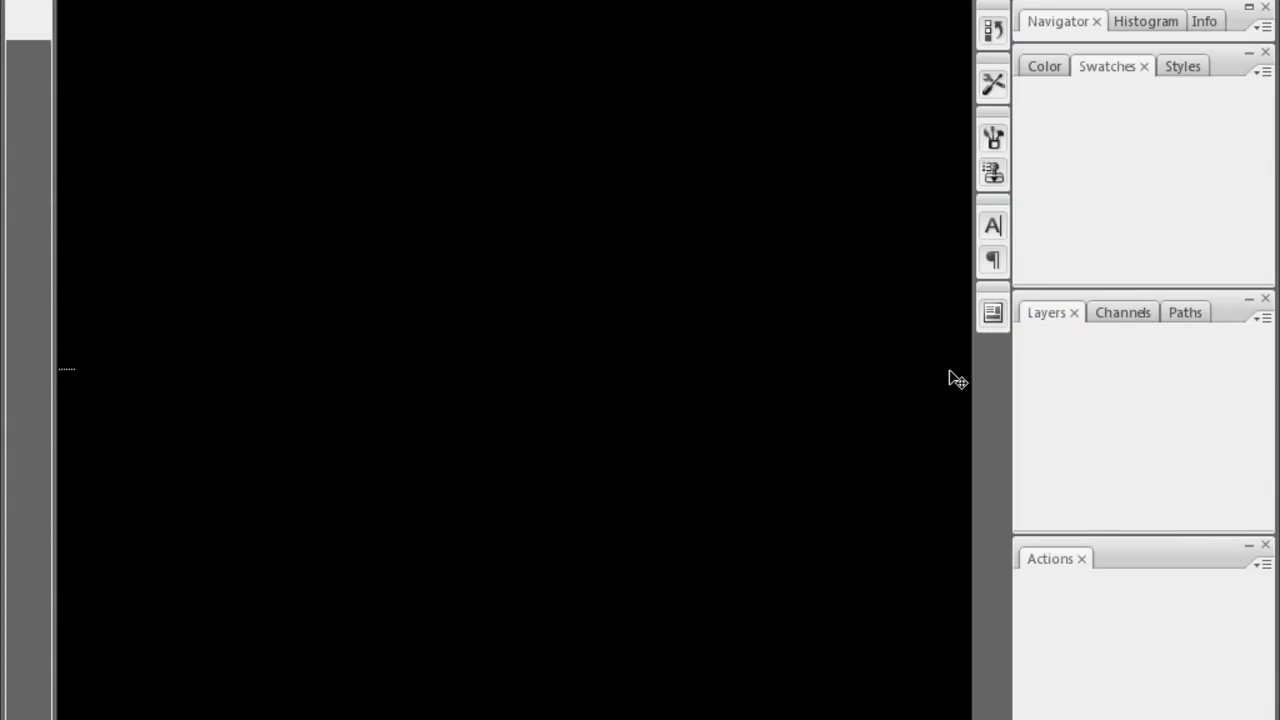 Navigator Histogram Info
Color Swatches Styles
Layers Channels Paths
Actions